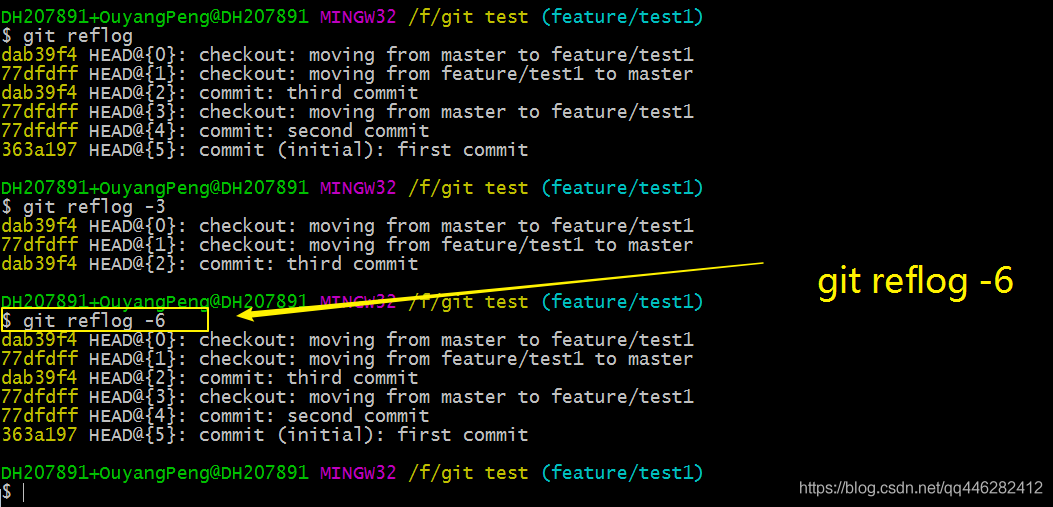 DH207891+OuyangPeng@DH207891 MINGW32 /f/git test (feature/test1)
$ git reflog
dab39f4 HEAD@{0}: checkout: moving from master to feature/test1
77dfdff HEAD@{1}: checkout: moving from feature/test1 to master
dab39f4 HEAD@{2}: commit: third commit
77dfdff HEAD@{3}: checkout: moving from master to feature/test1
77dfdff HEAD@{4}: commit: second commit
363a197 HEAD@{5}: commit (initial): first commit
DH207891+OuyangPeng@DH207891 MINGW32 /f/git test (feature/test1)
$ git reflog -3
dab39f4 HEAD@{0}: checkout: moving from master to feature/test1
77dfdff HEAD@{1}: checkout: moving from feature/test1 to master
dab39f4 HEAD@{2}: commit: third commit
git reflog -6
DH207891+OuyangPeng@DH207891 MINGW32 /f/git test (feature/test1)
$ git reflog -6
dab39f4 HEAD@{0}: checkout: moving from master to feature/test1
77dfdff HEAD@{1}: checkout: moving from feature/test1 to master
dab39f4 HEAD@{2}: commit: third commit
77dfdff HEAD@{3}: checkout: moving from master to feature/test1
77dfdff HEAD@{4}: commit: second commit
363a197 HEAD@{5}: commit (initial): first commit
DH207891+OuyangPeng@DH207891 MINGW32 /f/git test (feature/test1)
$
https://blog.csdn.net/qq446282412